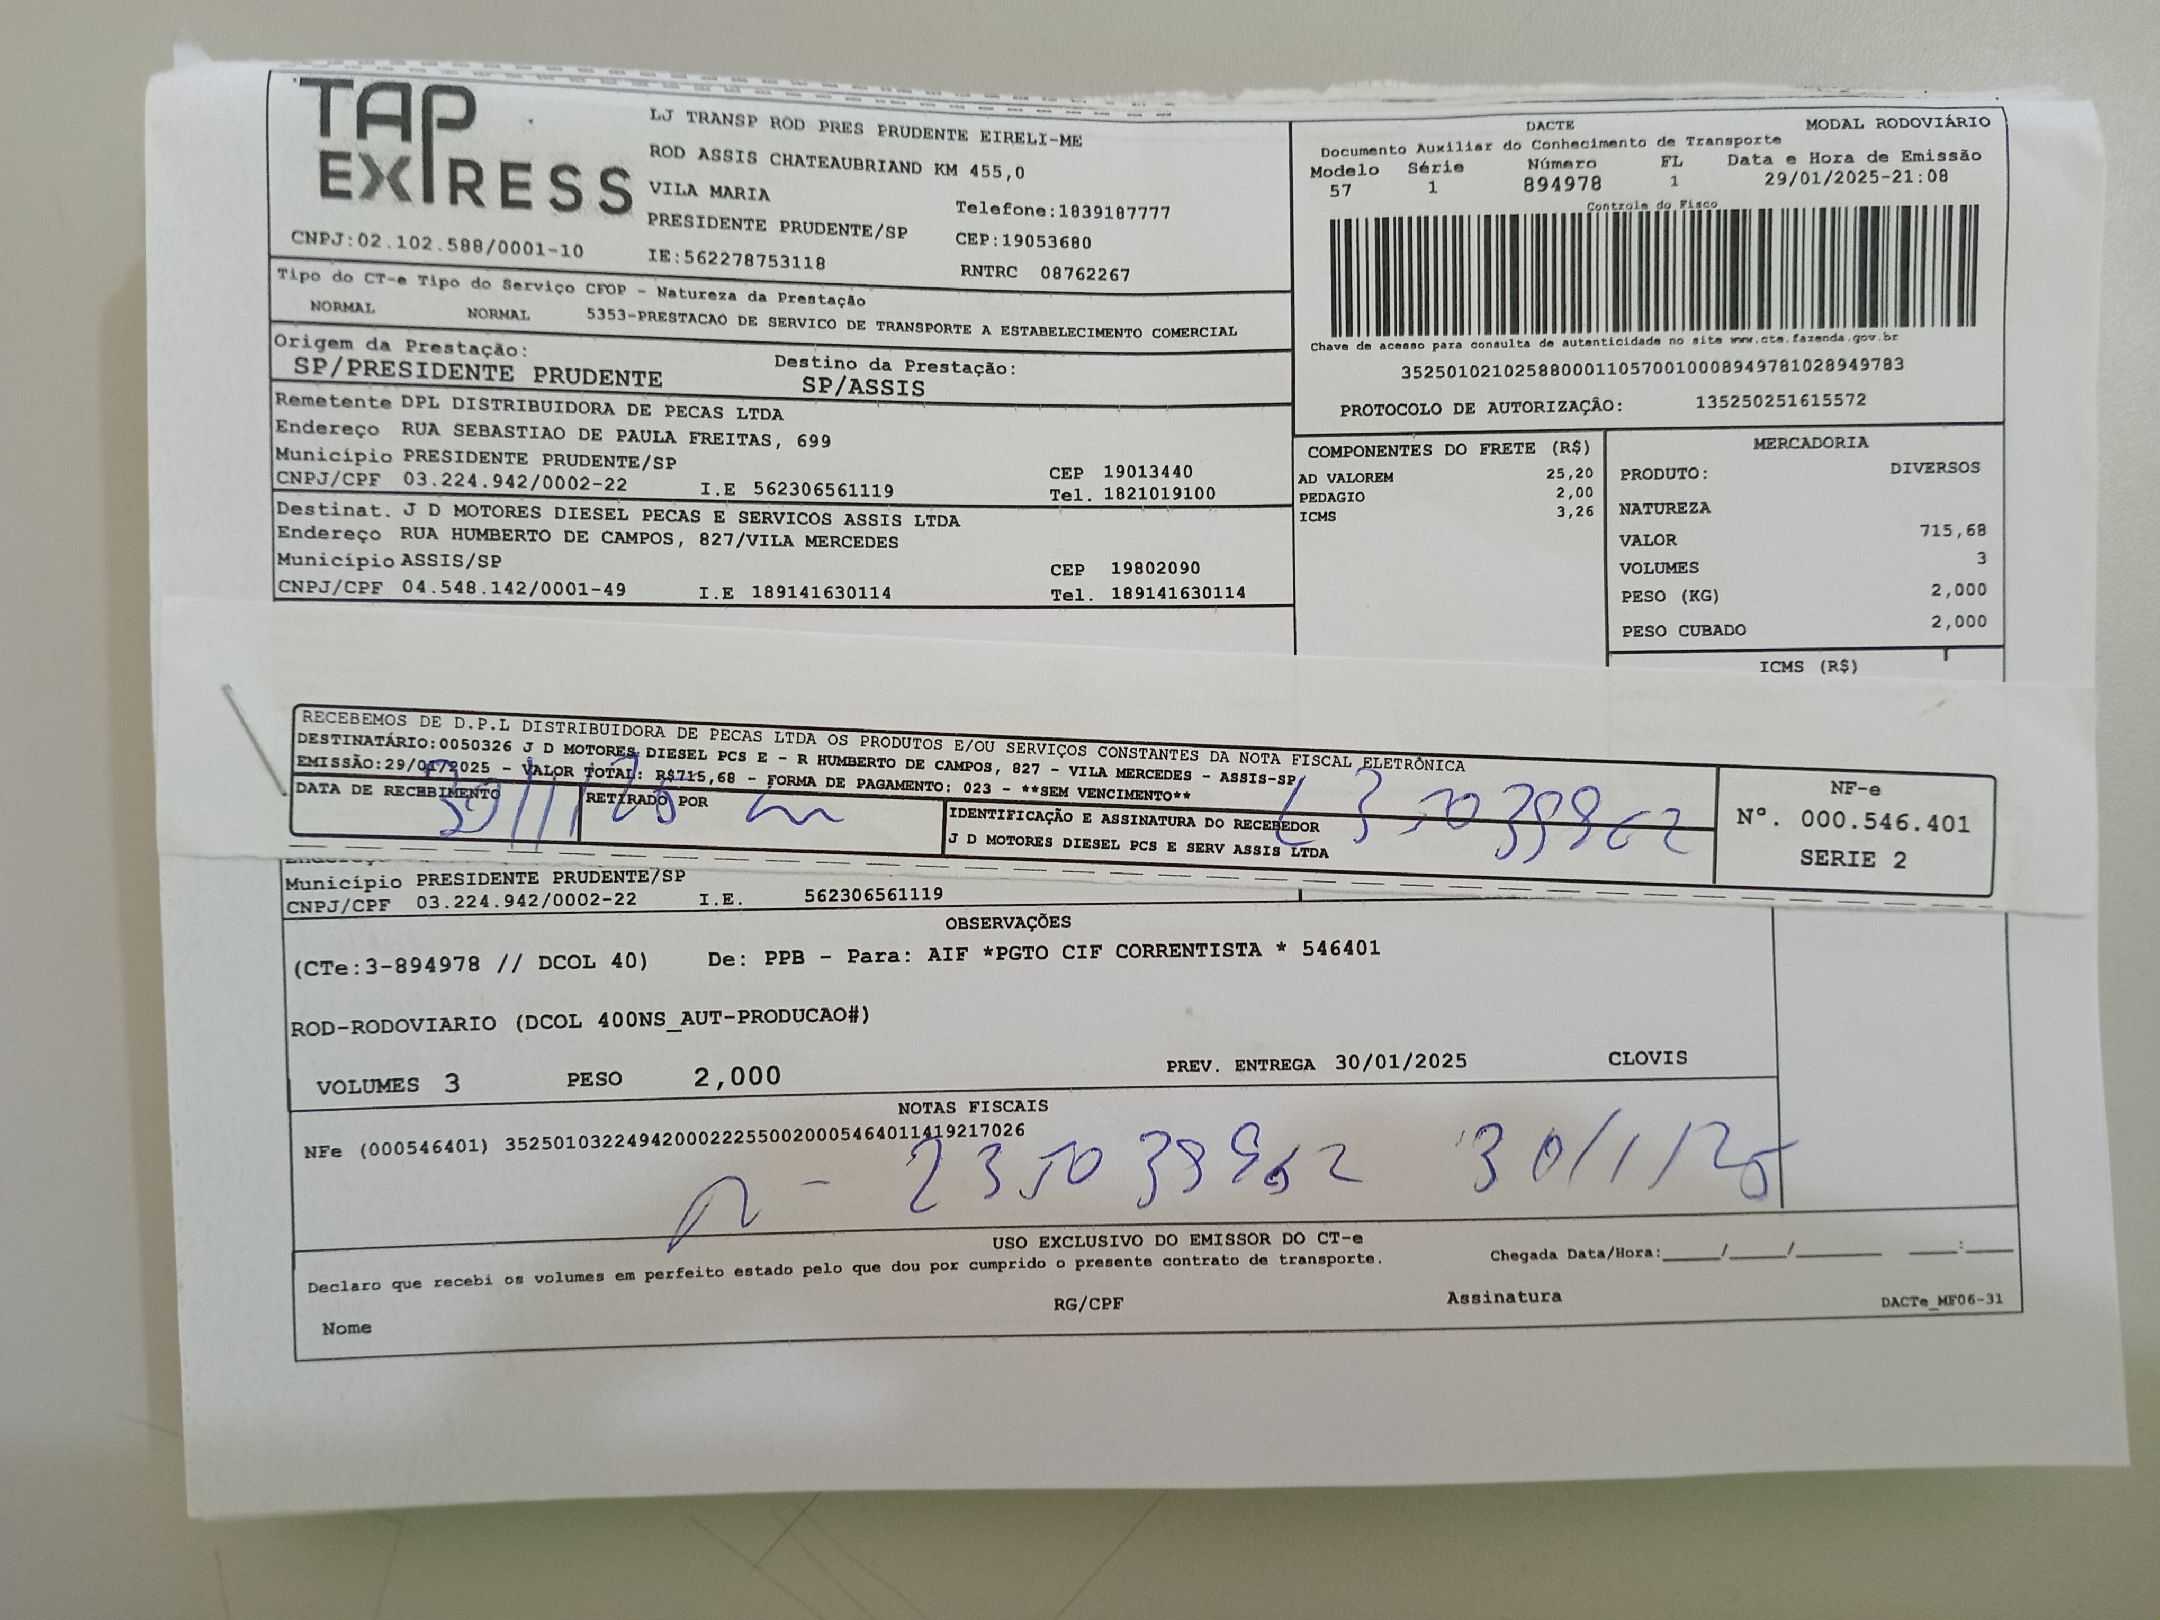 TAP
EXPRESS
LJ TRANSP ROD PRES PRUDENTE EIRELI-ME
ROD ASSIS CHATEAUBRIAND KM 455,0
VILA MARIA
Telefone:1839187777
PRESIDENTE PRUDENTE/SP
CEP:19053680
CNPJ:02.102.588/0001-10
IE:562278753118
RNTRC 08762267
DACTE
MODAL RODOVIÁRIO
Documento Auxiliar do Conhecimento de Transporte
Modelo Série Número FL Data e Hora de Emissão
57 1 894978 1 29/01/2025-21:08
Controle do Fisco
Chave de acesso para consulta de autenticidade no site www.cte.fazenda.gov.br
35250102102588000110570010008949781028949783
PROTOCOLO DE AUTORIZAÇÃO: 135250251615572
Tipo do CT-e Tipo do Serviço CFOP - Natureza da Prestação
NORMAL NORMAL 5353-PRESTACAO DE SERVICO DE TRANSPORTE A ESTABELECIMENTO COMERCIAL
Origem da Prestação: Destino da Prestação:
SP/PRESIDENTE PRUDENTE SP/ASSIS
Remetente DPL DISTRIBUIDORA DE PECAS LTDA
Endereço RUA SEBASTIAO DE PAULA FREITAS, 699
Município PRESIDENTE PRUDENTE/SP CEP 19013440
CNPJ/CPF 03.224.942/0002-22 I.E 562306561119 Tel. 1821019100
Destinat. J D MOTORES DIESEL PECAS E SERVICOS ASSIS LTDA
Endereço RUA HUMBERTO DE CAMPOS, 827/VILA MERCEDES
Município ASSIS/SP CEP 19802090
CNPJ/CPF 04.548.142/0001-49 I.E 189141630114 Tel. 189141630114
COMPONENTES DO FRETE (R$)
AD VALOREM 25,20
PEDAGIO 2,00
ICMS 3,26
MERCADORIA
PRODUTO: DIVERSOS
NATUREZA
VALOR 715,68
VOLUMES 3
PESO (KG) 2,000
PESO CUBADO 2,000
ICMS (R$)
RECEBEMOS DE D.P.L DISTRIBUIDORA DE PECAS LTDA OS PRODUTOS E/OU SERVIÇOS CONSTANTES DA NOTA FISCAL ELETRÔNICA
DESTINATÁRIO:0050326 J D MOTORES DIESEL PCS E - R HUMBERTO DE CAMPOS, 827 - VILA MERCEDES - ASSIS-SP
EMISSÃO:29/01/2025 - VALOR TOTAL: R$715,68 - FORMA DE PAGAMENTO: 023 - **SEM VENCIMENTO**
DATA DE RECEBIMENTO RETIRADO POR IDENTIFICAÇÃO E ASSINATURA DO RECEBEDOR
30/1/25
J D MOTORES DIESEL PCS E SERV ASSIS LTDA
NF-e
Nº. 000.546.401
SERIE 2
Município PRESIDENTE PRUDENTE/SP
CNPJ/CPF 03.224.942/0002-22 I.E. 562306561119
OBSERVAÇÕES
(CTe:3-894978 // DCOL 40) De: PPB - Para: AIF *PGTO CIF CORRENTISTA * 546401
ROD-RODOVIARIO (DCOL 400NS_AUT-PRODUCAO#)
VOLUMES 3 PESO 2,000 PREV. ENTREGA 30/01/2025 CLOVIS
NOTAS FISCAIS
NFe (000546401) 35250103224942000222550020005464011419217026
30/1/25
USO EXCLUSIVO DO EMISSOR DO CT-e
Declaro que recebi os volumes em perfeito estado pelo que dou por cumprido o presente contrato de transporte. Chegada Data/Hora:____/____/______ ___:___
Nome RG/CPF Assinatura DACTe_MF06-31